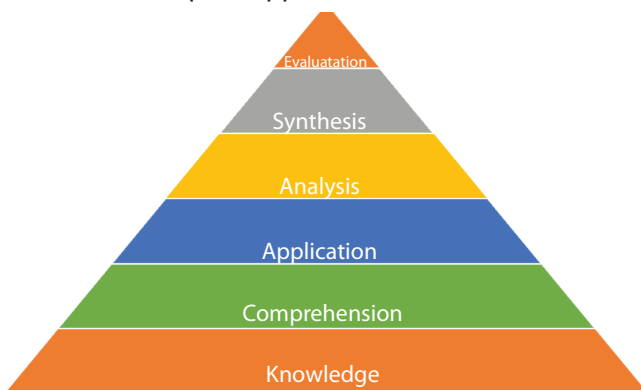 Evaluatation
Synthesis
Analysis
Application
Comprehension
Knowledge